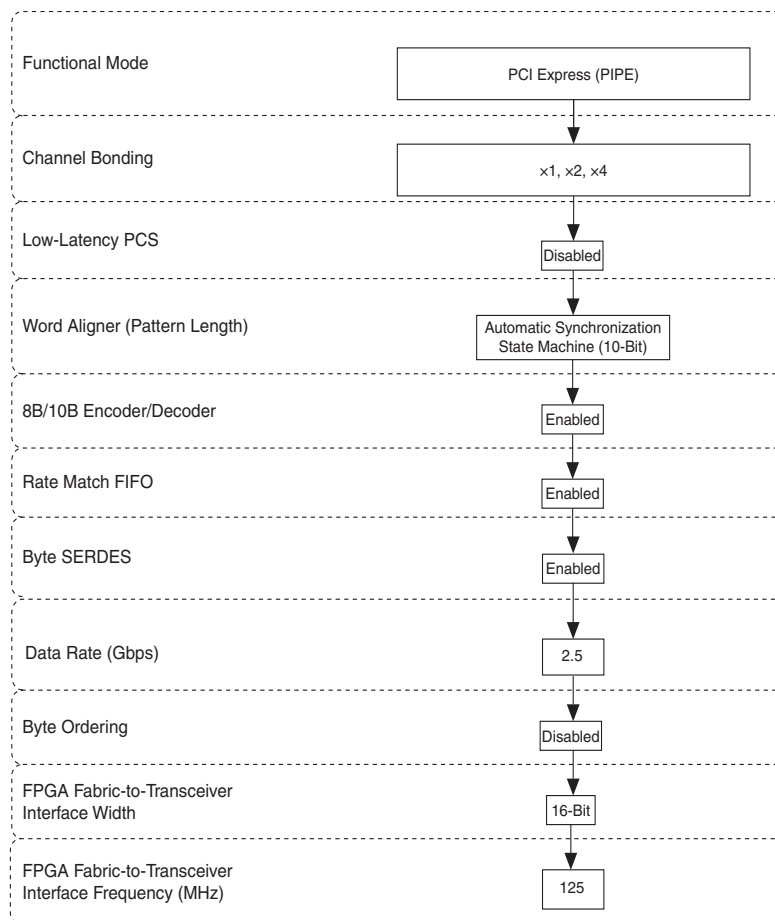 Functional Mode
PCI Express (PIPE)
Channel Bonding
×1, ×2, ×4
Low-Latency PCS
Disabled
Word Aligner (Pattern Length)
Automatic Synchronization
State Machine (10-Bit)
8B/10B Encoder/Decoder
Enabled
Rate Match FIFO
Enabled
Byte SERDES
Enabled
Data Rate (Gbps)
2.5
Byte Ordering
Disabled
FPGA Fabric-to-Transceiver
Interface Width
16-Bit
FPGA Fabric-to-Transceiver
Interface Frequency (MHz)
125